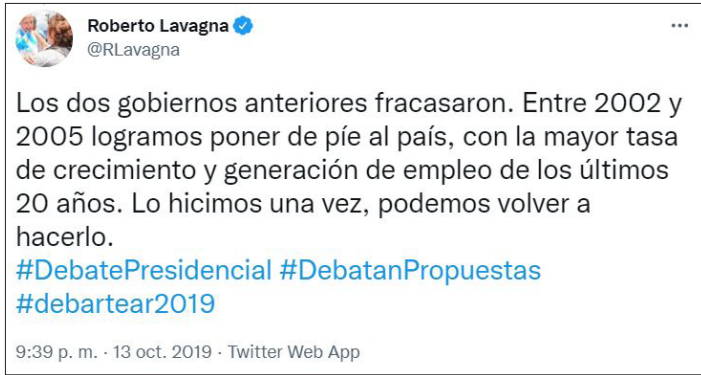 Roberto Lavagna
@RLavagna
Los dos gobiernos anteriores fracasaron. Entre 2002 y
2005 logramos poner de píe al país, con la mayor tasa
de crecimiento y generación de empleo de los últimos
20 años. Lo hicimos una vez, podemos volver a
hacerlo.
#DebatePresidencial #DebatanPropuestas
#debartear2019
9:39 p. m. · 13 oct. 2019 · Twitter Web App